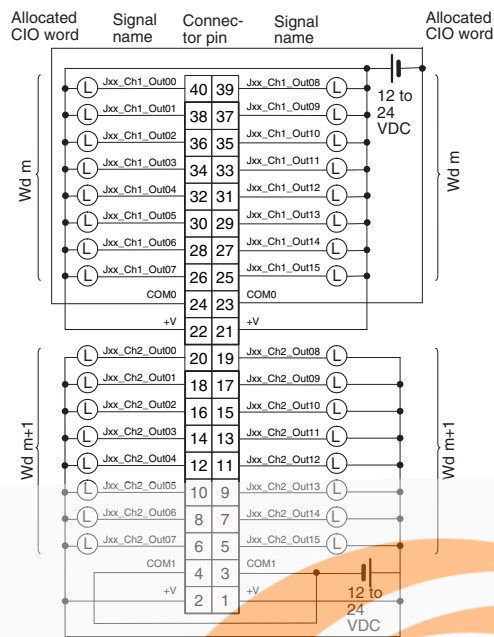 Allocated CIO word Signal name Connec-tor pin Signal name Allocated CIO word
Jxx_Ch1_Out00 40 39 Jxx_Ch1_Out08
L L
12 to 24 VDC
Jxx_Ch1_Out01 38 37 Jxx_Ch1_Out09
L L
Jxx_Ch1_Out02 36 35 Jxx_Ch1_Out10
L L
Jxx_Ch1_Out03 34 33 Jxx_Ch1_Out11
L L
Wd m Wd m
Jxx_Ch1_Out04 32 31 Jxx_Ch1_Out12
L L
Jxx_Ch1_Out05 30 29 Jxx_Ch1_Out13
L L
Jxx_Ch1_Out06 28 27 Jxx_Ch1_Out14
L L
Jxx_Ch1_Out07 26 25 Jxx_Ch1_Out15
L L
COM0 24 23 COM0
+V 22 21 +V
Jxx_Ch2_Out00 20 19 Jxx_Ch2_Out08
L L
Jxx_Ch2_Out01 18 17 Jxx_Ch2_Out09
L L
Jxx_Ch2_Out02 16 15 Jxx_Ch2_Out10
L L
Jxx_Ch2_Out03 14 13 Jxx_Ch2_Out11
L L
Wd m+1 Wd m+1
Jxx_Ch2_Out04 12 11 Jxx_Ch2_Out12
L L
Jxx_Ch2_Out05 10 9 Jxx_Ch2_Out13
L L
Jxx_Ch2_Out06 8 7 Jxx_Ch2_Out14
L L
Jxx_Ch2_Out07 6 5 Jxx_Ch2_Out15
L L
COM1 4 3 COM1
+V 2 1 +V
12 to 24 VDC